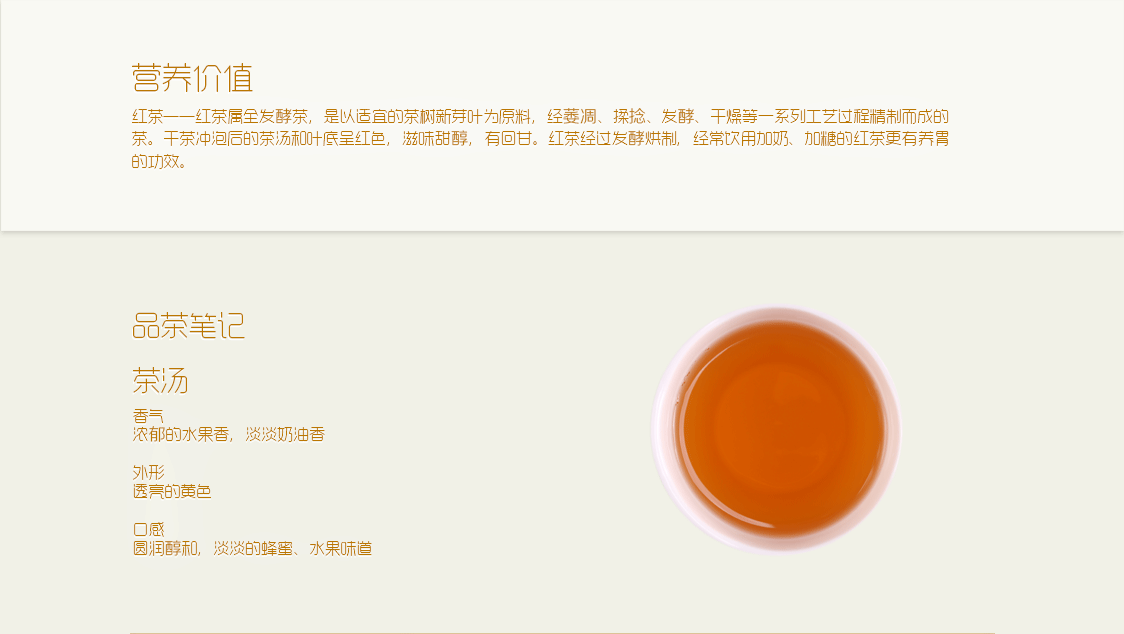 营养价值
红茶——红茶属全发酵茶，是以适宜的茶树新芽叶为原料，经萎凋、揉捻、发酵、干燥等一系列工艺过程精制而成的
茶。干茶冲泡后的茶汤和叶底呈红色，滋味甜醇，有回甘。红茶经过发酵烘制，经常饮用加奶、加糖的红茶更有养胃
的功效。
品茶笔记
茶汤
香气
浓郁的水果香，淡淡奶油香
外形
透亮的黄色
口感
圆润醇和，淡淡的蜂蜜、水果味道